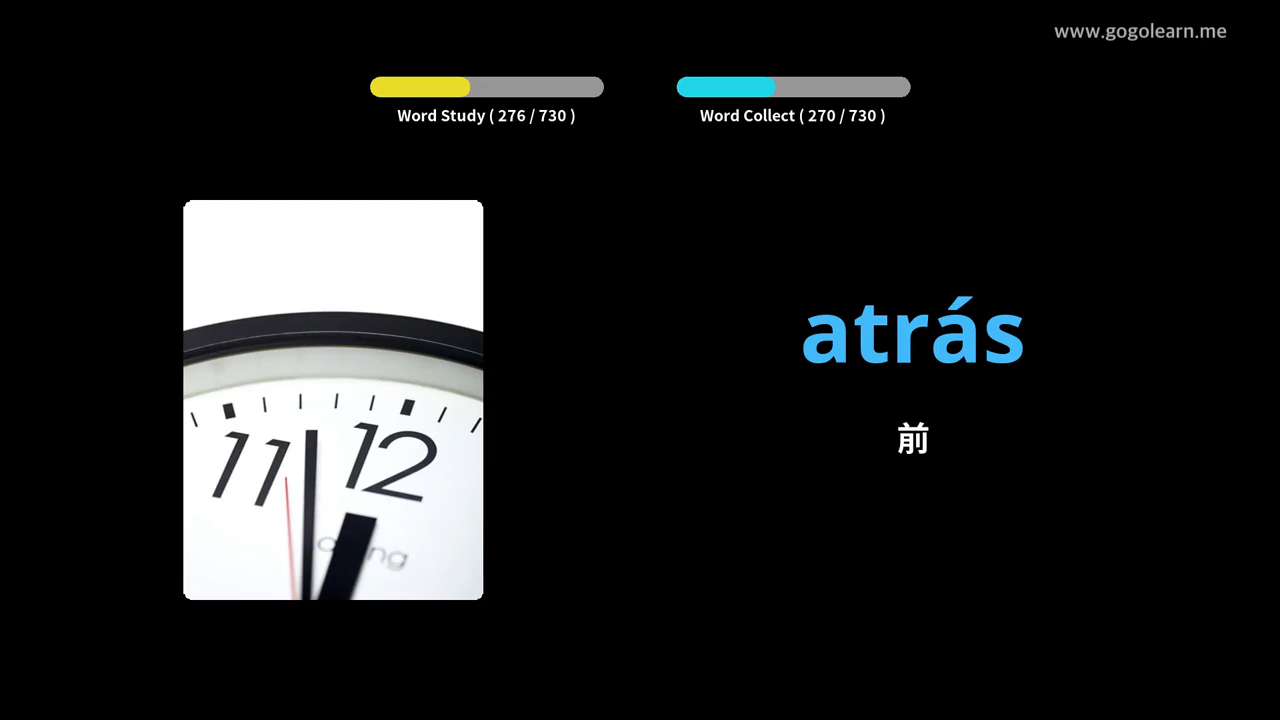 www.gogolearn.me
Word Study ( 276 / 730 )
Word Collect ( 270 / 730 )
11 12
atrás
前